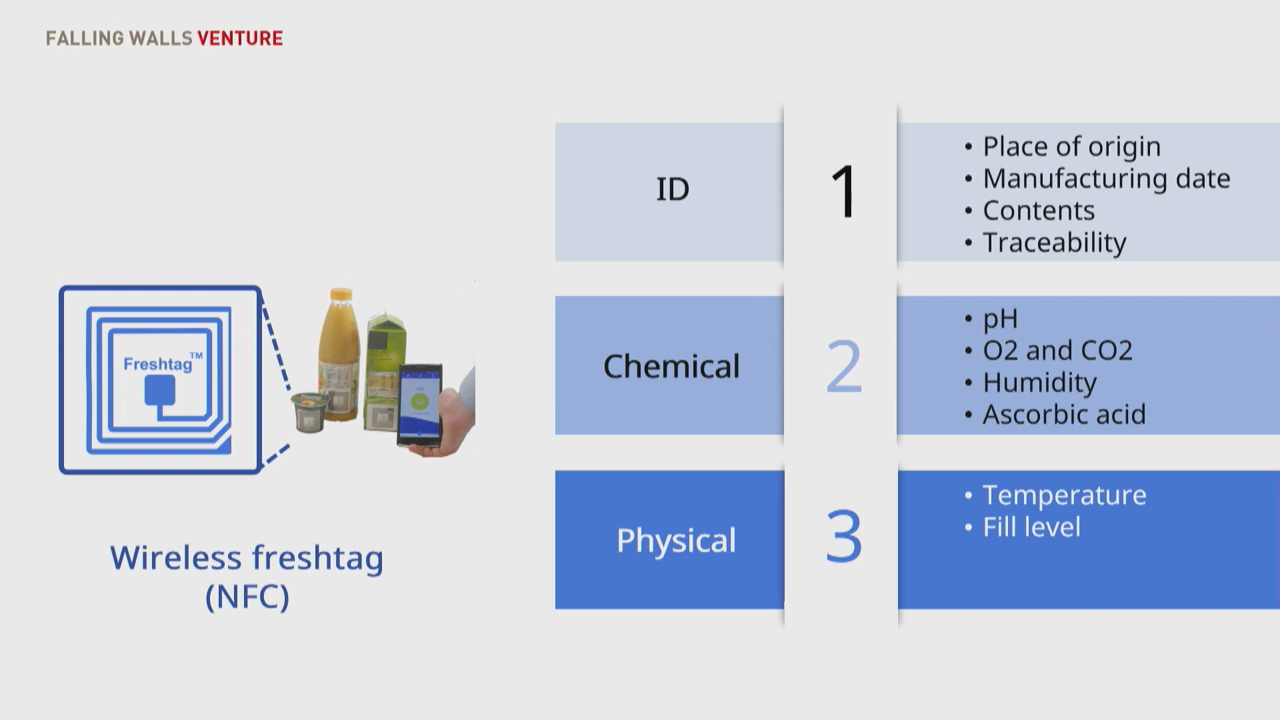 FALLING WALLS VENTURE
ID
1
• Place of origin
• Manufacturing date
• Contents
• Traceability
Freshtag™
Chemical
2
• pH
• O2 and CO2
• Humidity
• Ascorbic acid
Physical
3
• Temperature
• Fill level
Wireless freshtag
(NFC)